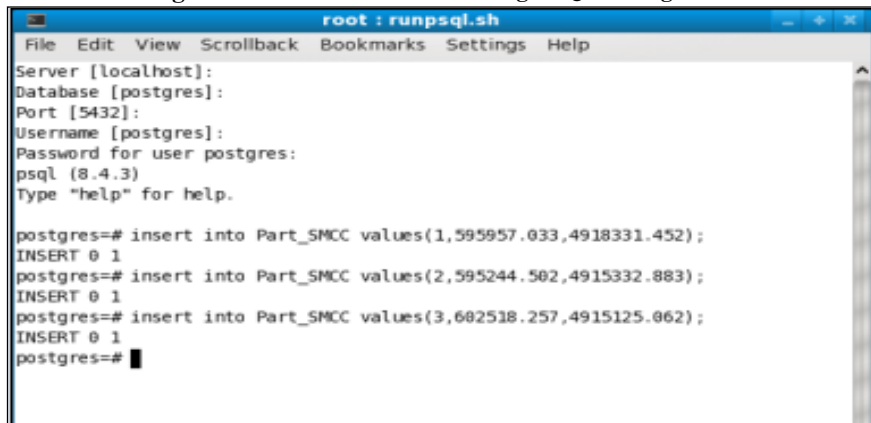 root : runpsql.sh
File Edit View Scrollback Bookmarks Settings Help
Server [localhost]:
Database [postgres]:
Port [5432]:
Username [postgres]:
Password for user postgres:
psql (8.4.3)
Type "help" for help.
postgres=# insert into Part_SMCC values(1,595957.033,4918331.452);
INSERT 0 1
postgres=# insert into Part_SMCC values(2,595244.502,4915332.883);
INSERT 0 1
postgres=# insert into Part_SMCC values(3,602518.257,4915125.062);
INSERT 0 1
postgres=#